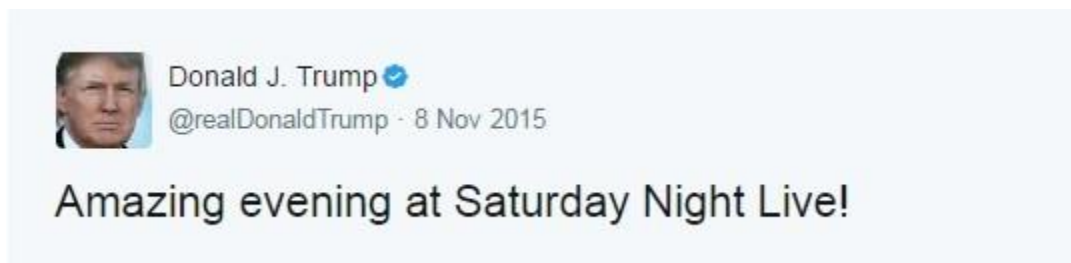 Donald J. Trump
@realDonaldTrump · 8 Nov 2015
Amazing evening at Saturday Night Live!